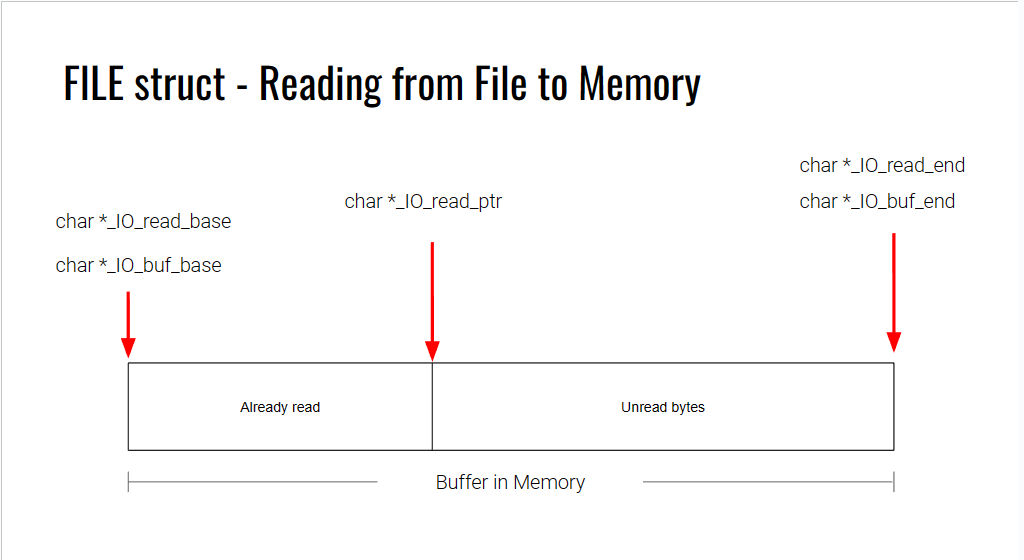 FILE struct - Reading from File to Memory
char *_IO_read_end
char *_IO_buf_end
char *_IO_read_ptr
char *_IO_read_base
char *_IO_buf_base
Already read
Unread bytes
Buffer in Memory